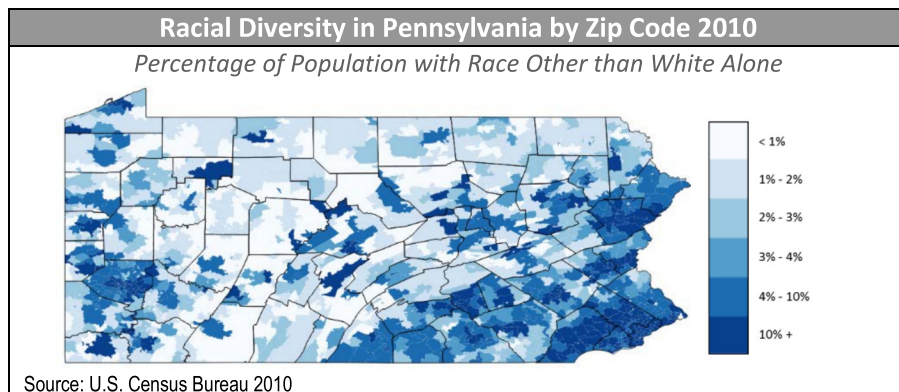 Racial Diversity in Pennsylvania by Zip Code 2010
Percentage of Population with Race Other than White Alone
< 1%
1% - 2%
2% - 3%
3% - 4%
4% - 10%
10% +
Source: U.S. Census Bureau 2010